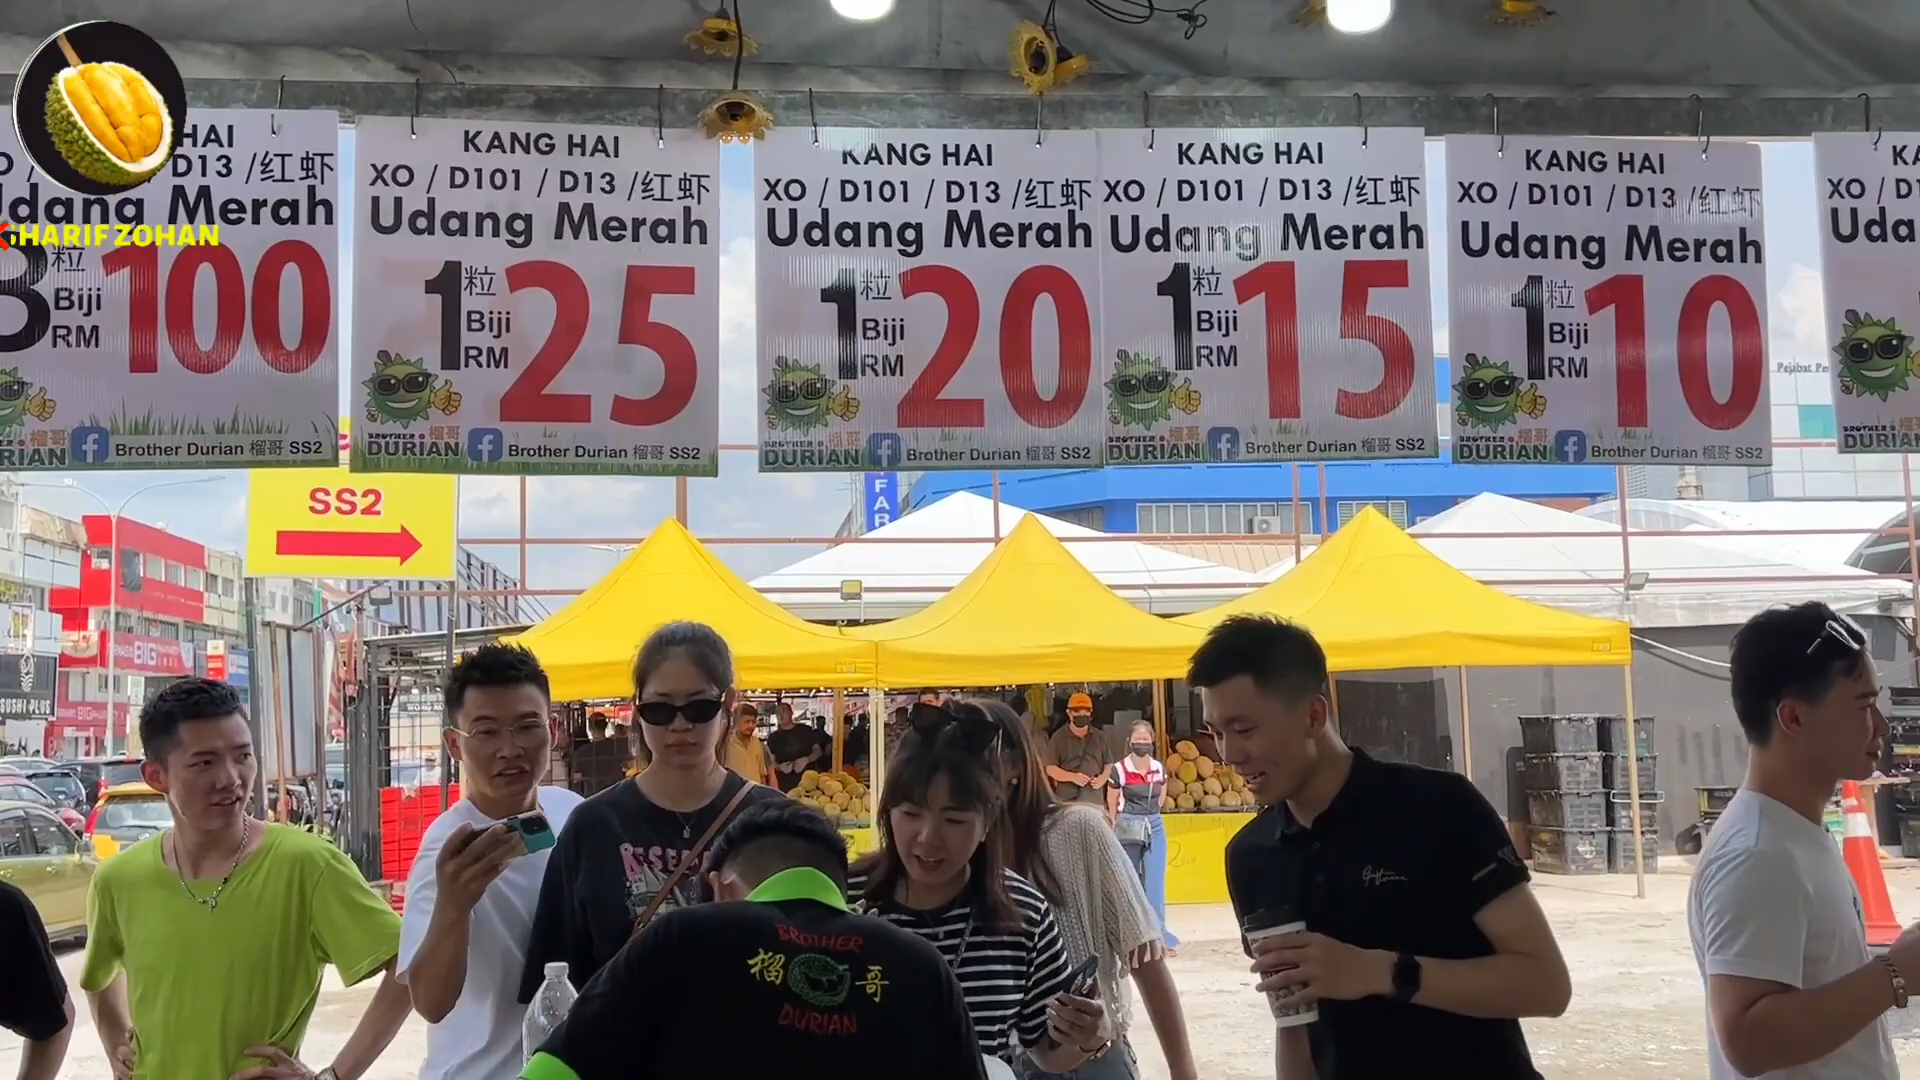 HAI
D13 /红虾
Udang Merah
SHARIF ZOHAN
3 粒 Biji RM 100
DURIAN
Brother Durian 榴哥 SS2
KANG HAI
XO / D101 / D13 /红虾
Udang Merah
1 粒 Biji RM 25
BROTHER 榴哥
DURIAN
Brother Durian 榴哥 SS2
KANG HAI
XO / D101 / D13 /红虾
Udang Merah
1 粒 Biji RM 20
BROTHER 榴哥
DURIAN
Brother Durian 榴哥 SS2
KANG HAI
XO / D101 / D13 /红虾
Udang Merah
1 粒 Biji RM 15
BROTHER 榴哥
DURIAN
Brother Durian 榴哥 SS2
KANG HAI
XO / D101 / D13 /红虾
Udang Merah
1 粒 Biji RM 10
BROTHER 榴哥
DURIAN
Brother Durian 榴哥 SS2
XO
BROTHER
SS2
FAR
BIG
SUSHI PLUS
BIG
BROTHER
榴 哥
DURIAN